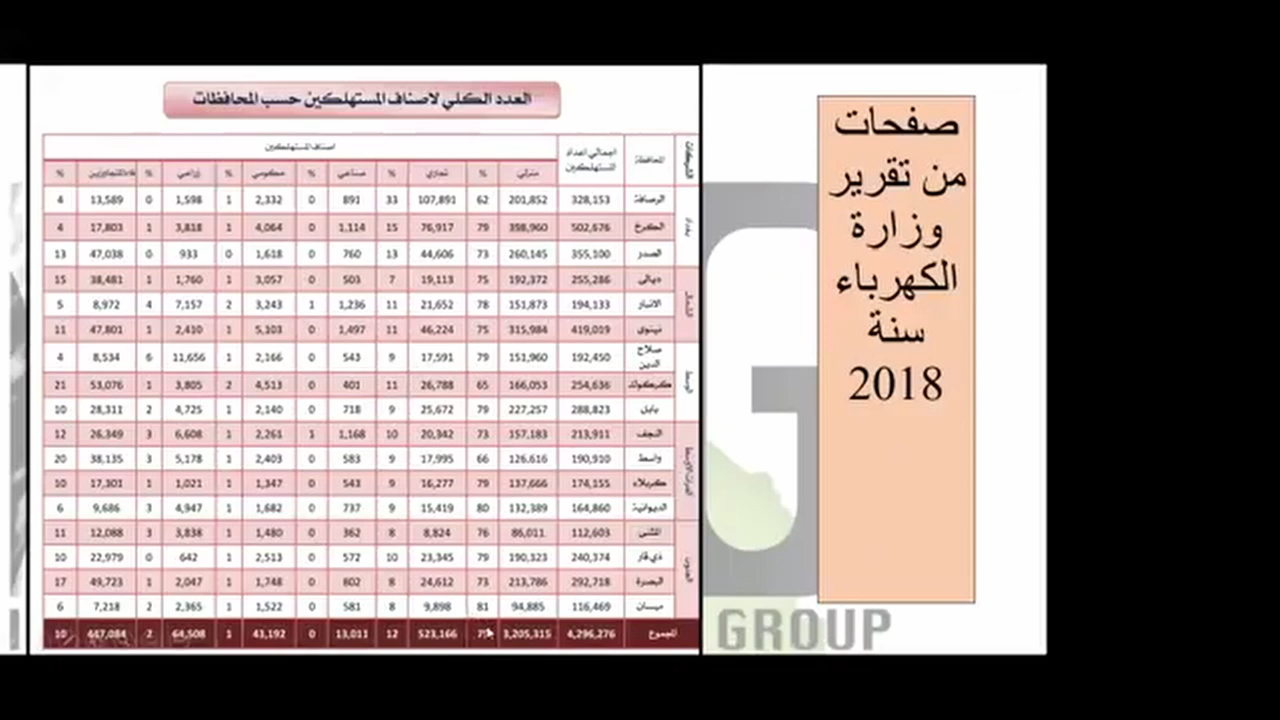 العدد الكلي لاصناف المستهلكين حسب المحافظات
الشركات المحافظة اجمالي اعداد المستهلكين اصناف المستهلكين
منزلي % تجاري % صناعي % حكومي % زراعي % %
بغداد
الرصافة 328,153 201,852 62 107,891 33 891 0 2,332 1 1,598 0 13,589 4
الكرخ 502,676 398,960 79 76,917 15 1,114 0 4,064 1 3,818 1 17,803 4
الصدر 355,100 260,145 73 44,606 13 760 0 1,618 0 933 0 47,038 13
الشمال
ديالى 255,286 192,372 75 19,113 7 503 0 3,057 1 1,760 1 38,481 15
الانبار 194,133 151,873 78 21,652 11 1,236 1 3,243 2 7,157 4 8,972 5
نينوى 419,019 315,984 75 46,224 11 1,497 0 5,103 1 2,410 1 47,801 11
الوسط
صلاح الدين 192,450 151,960 79 17,591 9 543 0 2,166 1 11,656 6 8,534 4
كركوك 254,636 166,053 65 26,788 11 401 0 4,513 2 3,805 1 53,076 21
بابل 288,823 227,257 79 25,672 9 718 0 2,140 1 4,725 2 28,311 10
الفرات الاوسط
النجف 213,911 157,183 73 20,342 10 1,168 1 2,261 1 6,608 3 26,349 12
واسط 190,910 126,616 66 17,995 9 583 0 2,403 1 5,178 3 38,135 20
كربلاء 174,155 137,666 79 16,277 9 543 0 1,347 1 1,021 1 17,301 10
الديوانية 164,860 132,389 80 15,419 9 737 0 1,682 1 4,947 3 9,686 6
الجنوب
المثنى 112,603 86,011 76 8,824 8 362 0 1,480 1 3,838 3 12,088 11
ذي قار 240,374 190,323 79 23,345 10 572 0 2,513 1 642 0 22,979 10
البصرة 292,718 213,786 73 24,612 8 802 0 1,748 1 2,047 1 49,723 17
ميسان 116,469 94,885 81 9,898 8 581 0 1,522 1 2,365 2 7,218 6
المجموع 4,296,276 3,205,315 523,166 12 13,011 0 43,192 1 64,508 2 447,084 10
صفحات
من تقرير
وزارة
الكهرباء
سنة
2018
GROUP